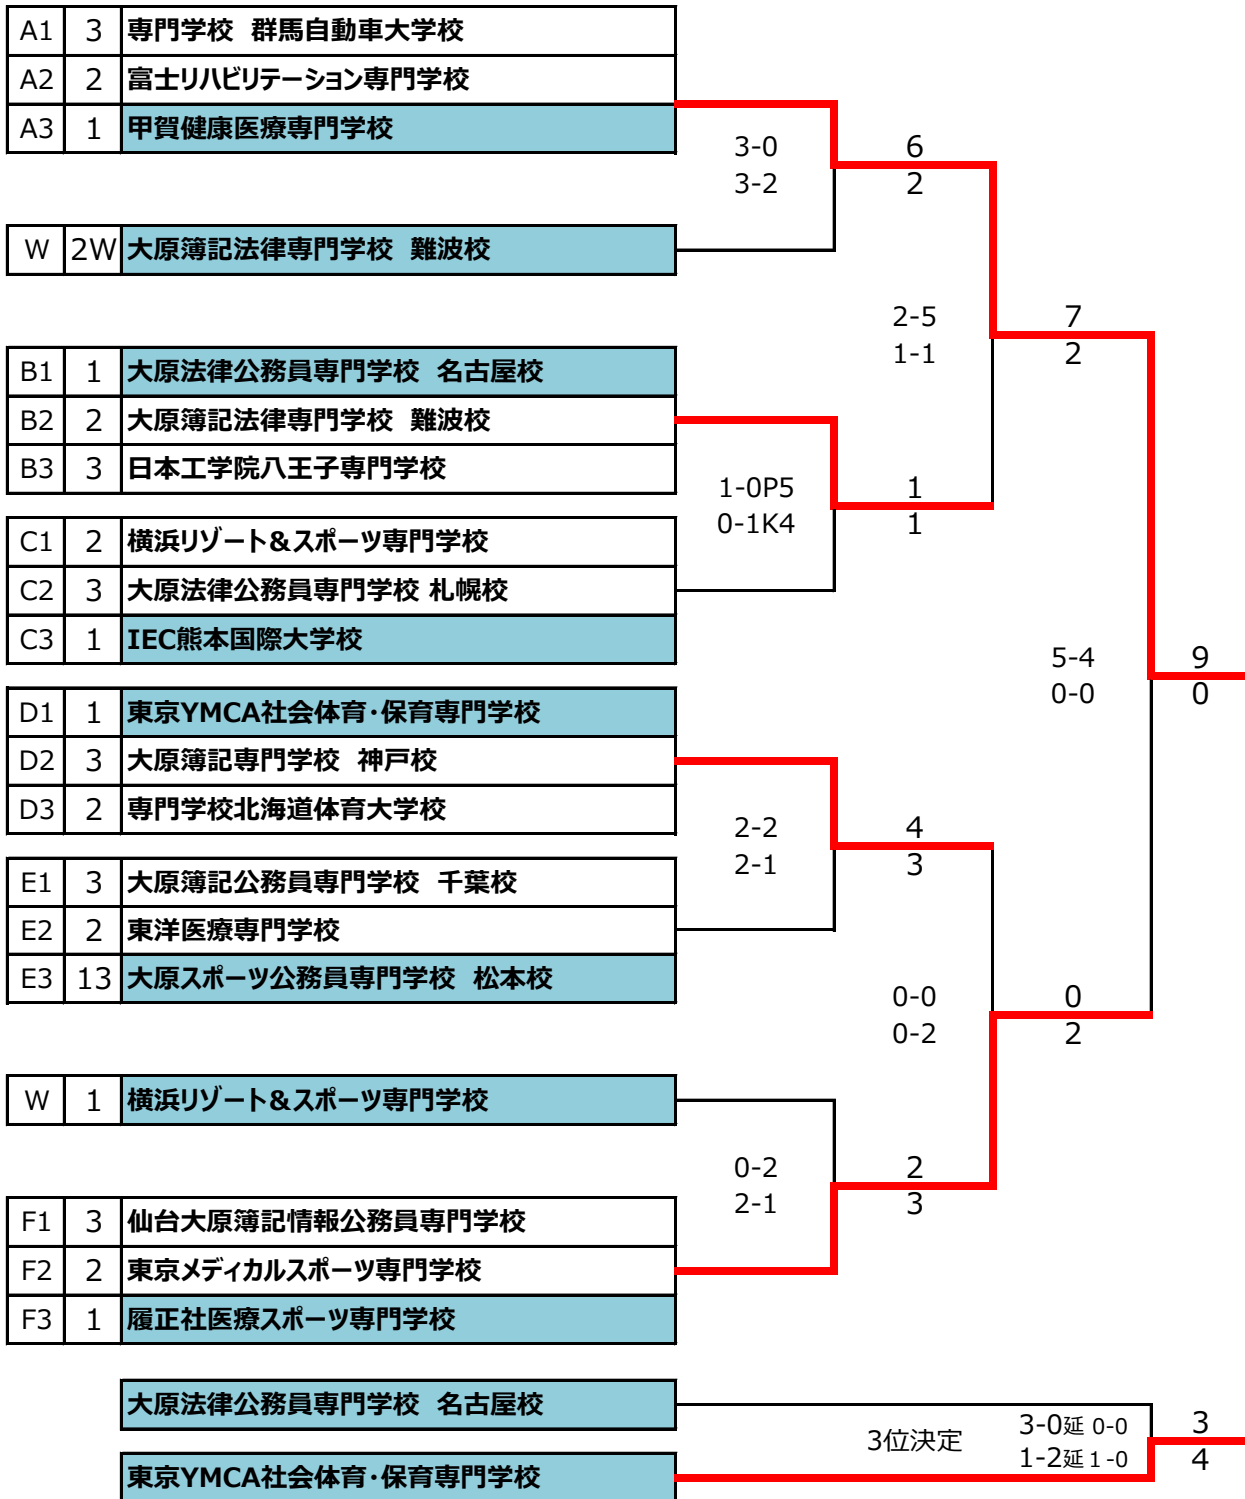 A1 3 専門学校 群馬自動車大学校
A2 2 富士リハビリテーション専門学校
A3 1 甲賀健康医療専門学校
3-0 6
3-2 2
W 2W 大原簿記法律専門学校 難波校
2-5 7
1-1 2
B1 1 大原法律公務員専門学校 名古屋校
B2 2 大原簿記法律専門学校 難波校
B3 3 日本工学院八王子専門学校
1-0P5 1
0-1K4 1
C1 2 横浜リゾート&スポーツ専門学校
C2 3 大原法律公務員専門学校 札幌校
C3 1 IEC熊本国際大学校
5-4 9
0-0 0
D1 1 東京YMCA社会体育・保育専門学校
D2 3 大原簿記専門学校 神戸校
D3 2 専門学校北海道体育大学校
2-2 4
2-1 3
E1 3 大原簿記公務員専門学校 千葉校
E2 2 東洋医療専門学校
E3 13 大原スポーツ公務員専門学校 松本校
0-0 0
0-2 2
W 1 横浜リゾート&スポーツ専門学校
0-2 2
2-1 3
F1 3 仙台大原簿記情報公務員専門学校
F2 2 東京メディカルスポーツ専門学校
F3 1 履正社医療スポーツ専門学校
大原法律公務員専門学校 名古屋校
3位決定
3-0延 0-0 3
1-2延 1-0 4
東京YMCA社会体育・保育専門学校